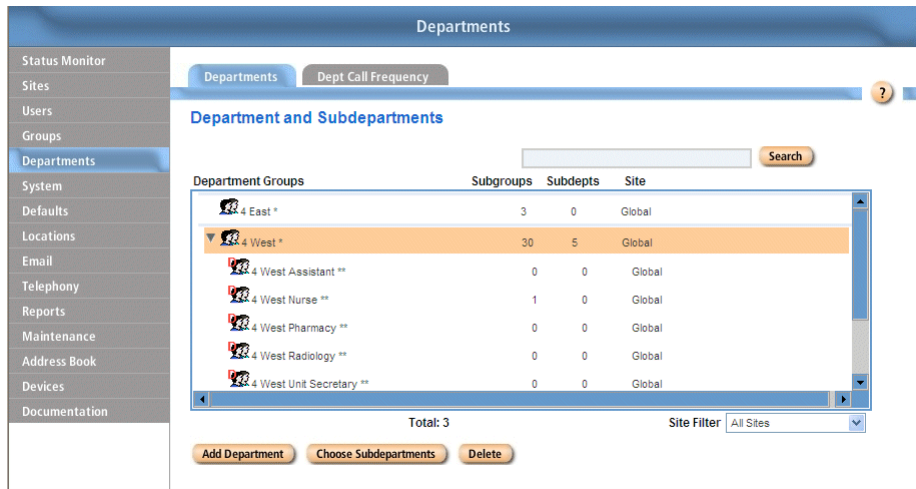 Departments
Status Monitor
Sites
Users
Groups
Departments
System
Defaults
Locations
Email
Telephony
Reports
Maintenance
Address Book
Devices
Documentation
Departments Dept Call Frequency
?
Department and Subdepartments
Search
Department Groups Subgroups Subdepts Site
4 East * 3 0 Global
4 West * 30 5 Global
4 West Assistant ** 0 0 Global
4 West Nurse ** 1 0 Global
4 West Pharmacy ** 0 0 Global
4 West Radiology ** 0 0 Global
4 West Unit Secretary ** 0 0 Global
Total: 3 Site Filter All Sites
Add Department Choose Subdepartments Delete